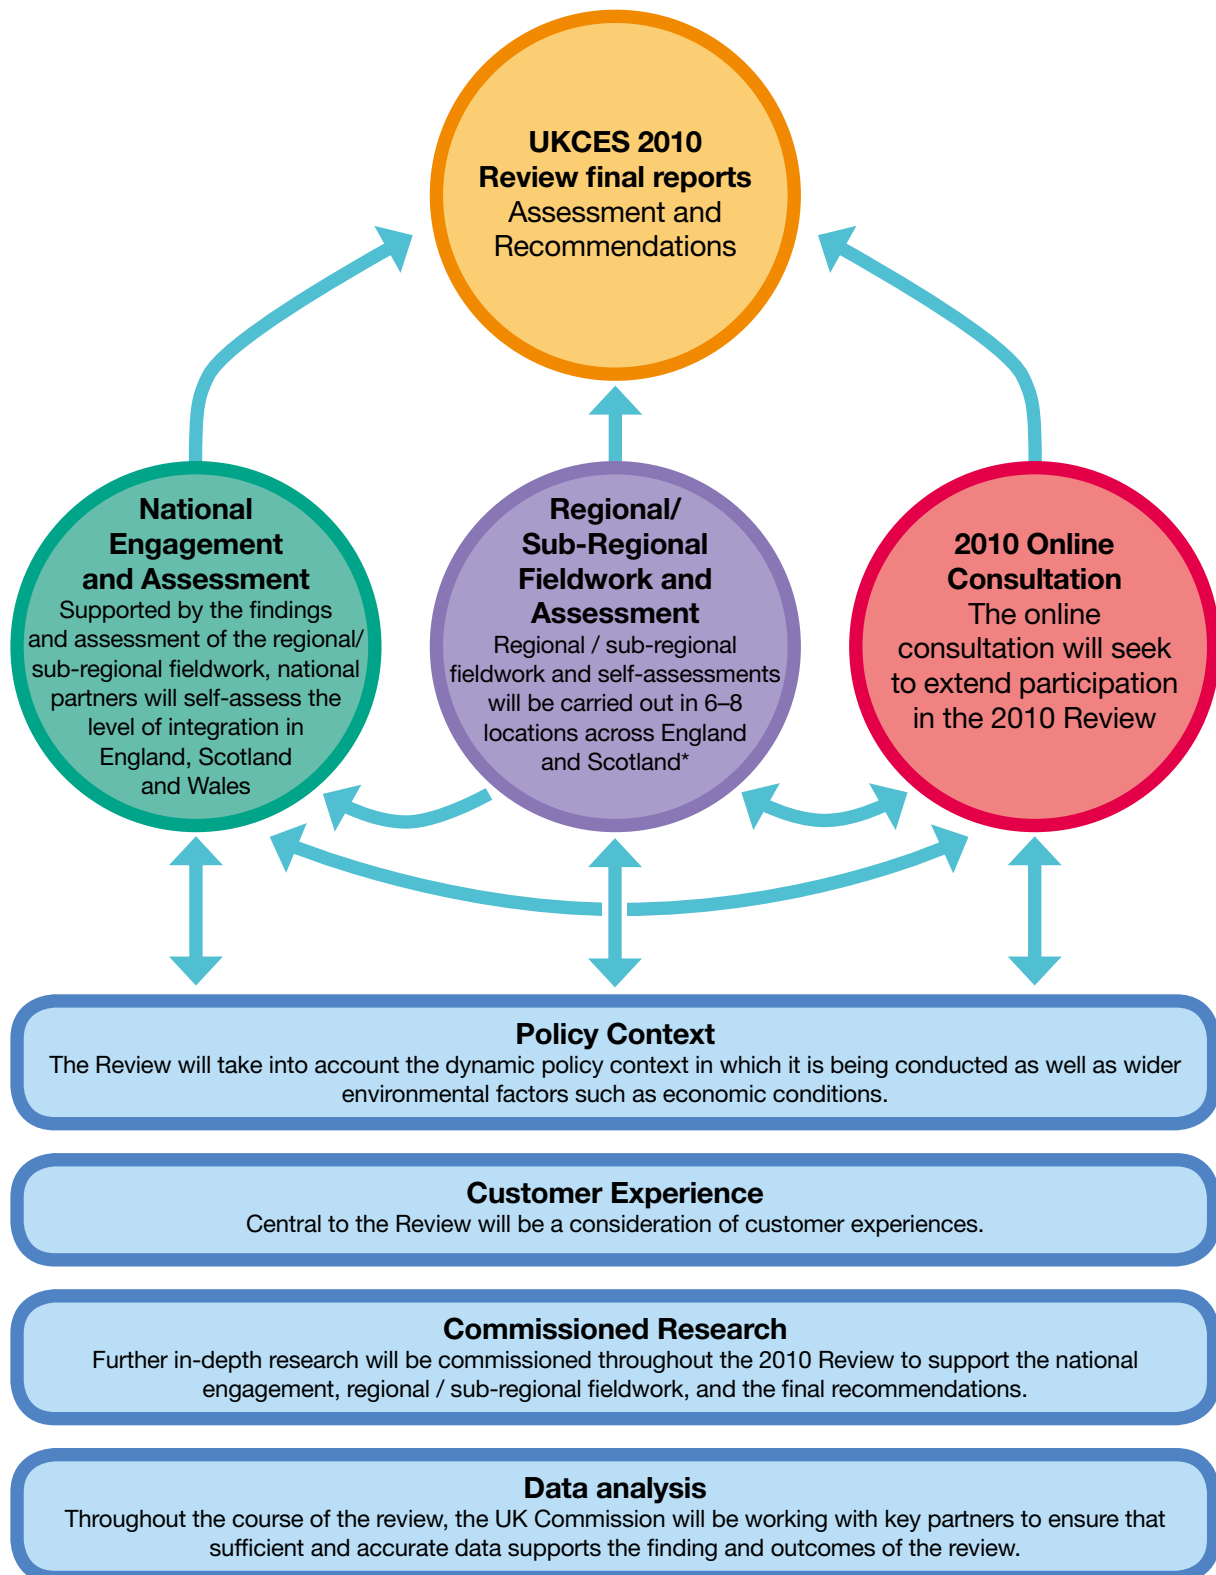 UKCES 2010
Review final reports
Assessment and
Recommendations
National
Engagement
and Assessment
Supported by the findings
and assessment of the regional/
sub-regional fieldwork, national
partners will self-assess the
level of integration in
England, Scotland
and Wales
Regional/
Sub-Regional
Fieldwork and
Assessment
Regional / sub-regional
fieldwork and self-assessments
will be carried out in 6–8
locations across England
and Scotland*
2010 Online
Consultation
The online
consultation will seek
to extend participation
in the 2010 Review
Policy Context
The Review will take into account the dynamic policy context in which it is being conducted as well as wider
environmental factors such as economic conditions.
Customer Experience
Central to the Review will be a consideration of customer experiences.
Commissioned Research
Further in-depth research will be commissioned throughout the 2010 Review to support the national
engagement, regional / sub-regional fieldwork, and the final recommendations.
Data analysis
Throughout the course of the review, the UK Commission will be working with key partners to ensure that
sufficient and accurate data supports the finding and outcomes of the review.